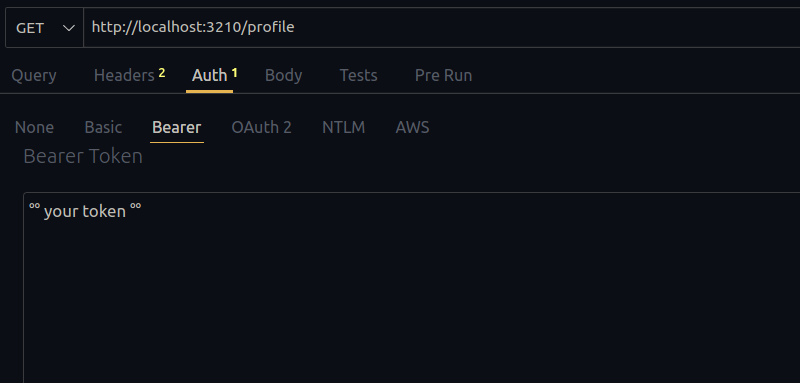 GET http://localhost:3210/profile
Query Headers 2 Auth 1 Body Tests Pre Run
None Basic Bearer OAuth 2 NTLM AWS
Bearer Token
°° your token °°